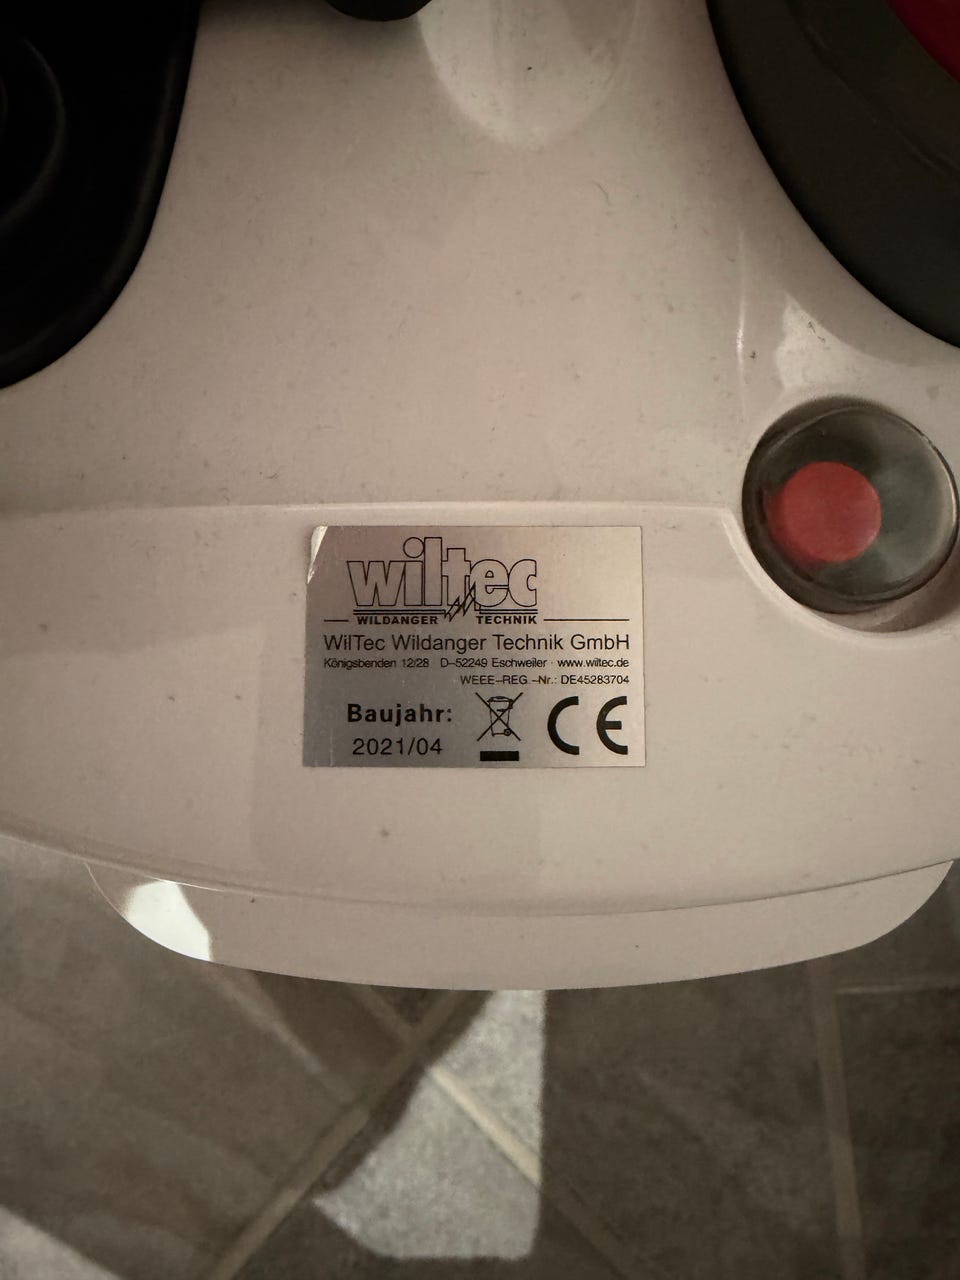 wiltec
WILDANGER TECHNIK
WilTec Wildanger Technik GmbH
Königsbenden 12/28 D-52249 Eschweiler · www.wiltec.de
WEEE-REG.-Nr.: DE45283704
Baujahr:
2021/04
CE